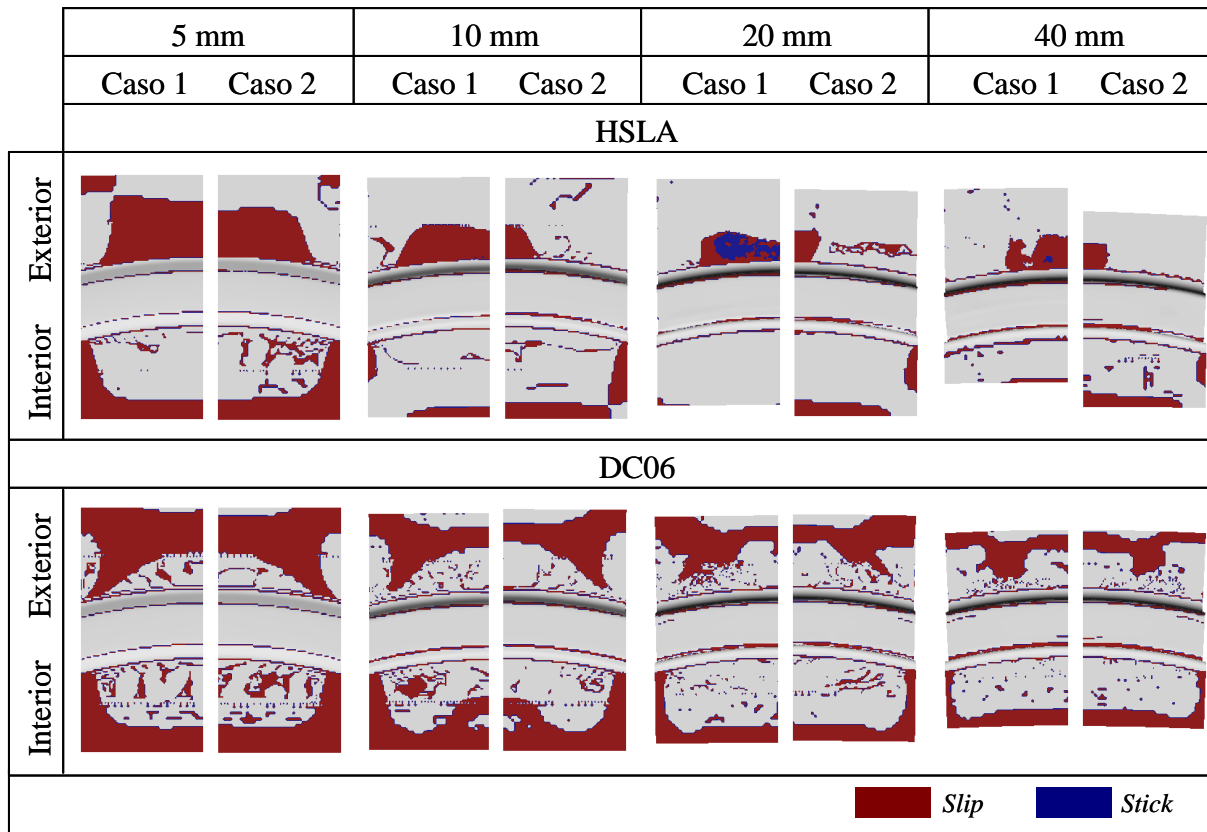 5 mm 10 mm 20 mm 40 mm
Caso 1 Caso 2 Caso 1 Caso 2 Caso 1 Caso 2 Caso 1 Caso 2
HSLA
Exterior
Interior
DC06
Exterior
Interior
Slip Stick